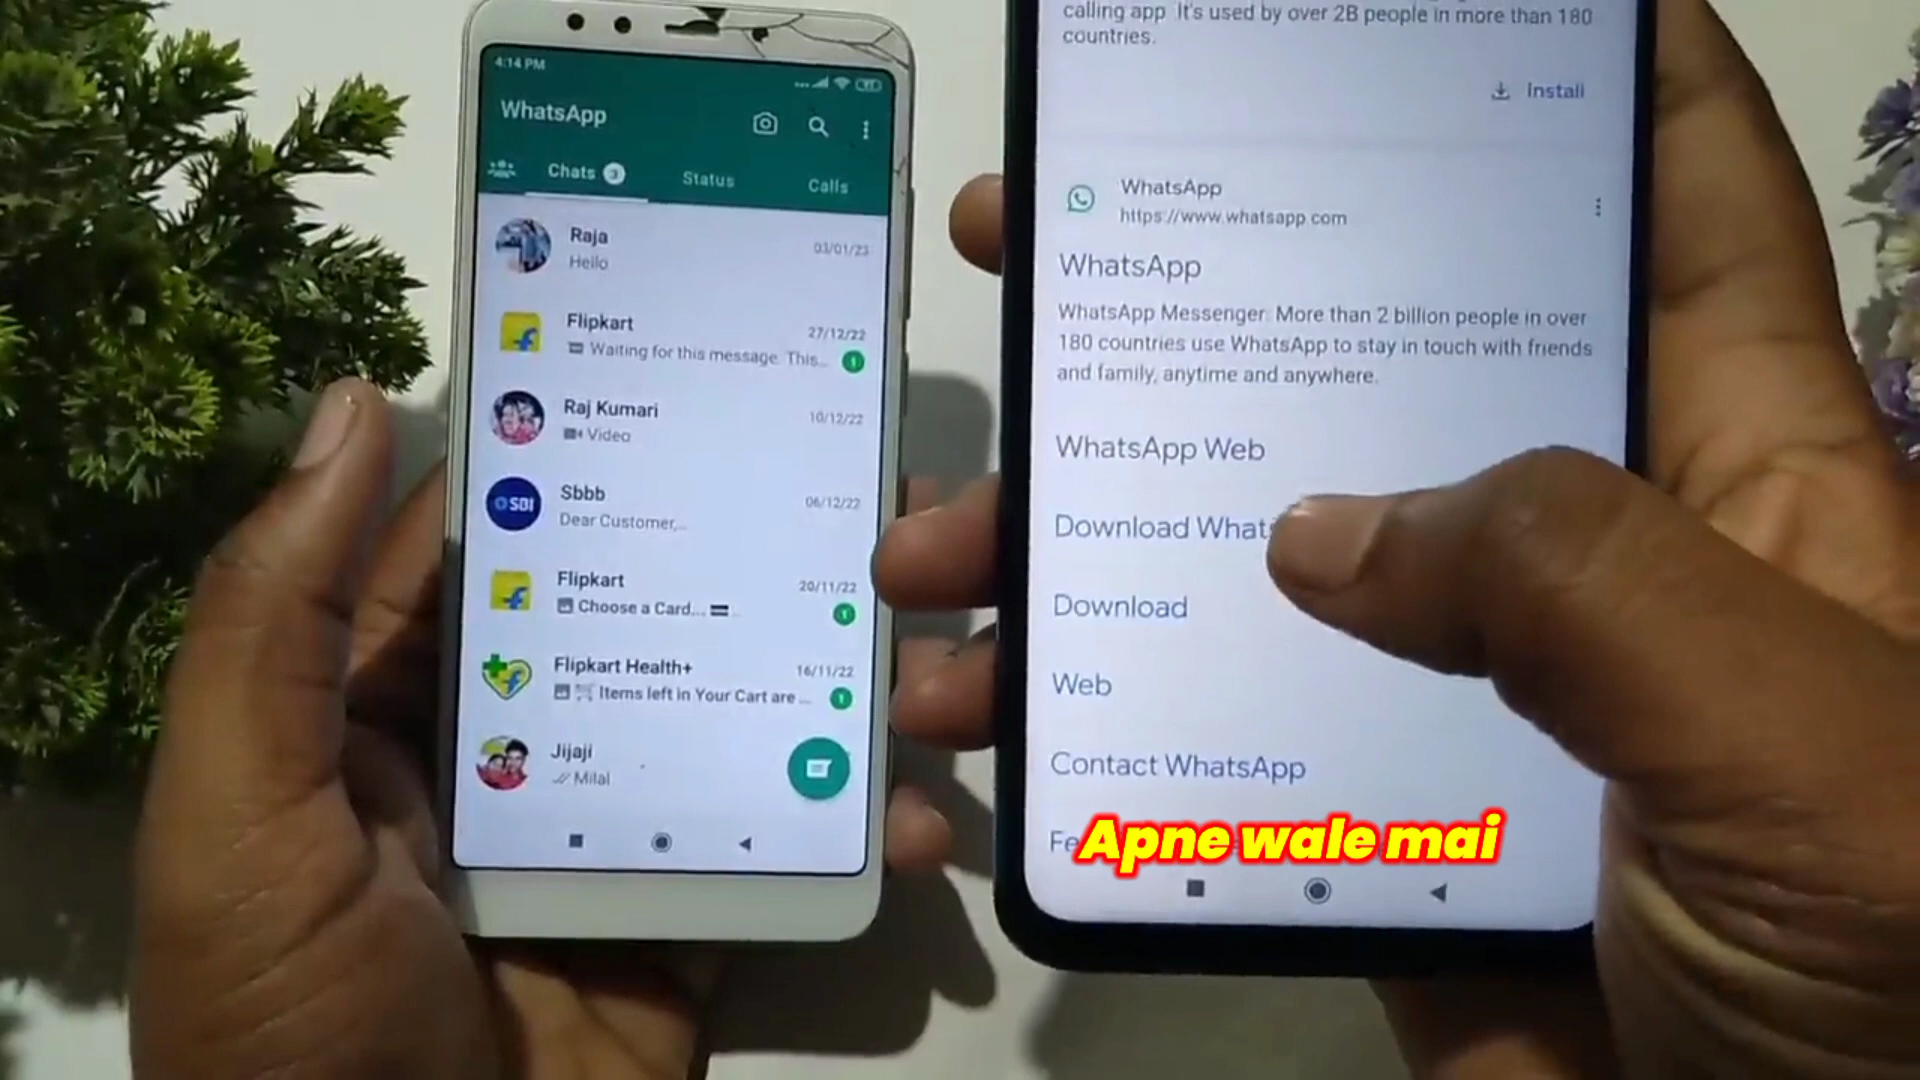 4:14 PM
WhatsApp
Chats 3
Status
Calls
Raja
03/01/23
Hello
Flipkart
27/12/22
Waiting for this message. This...
1
Raj Kumari
10/12/22
Video
SBI
Sbbb
06/12/22
Dear Customer,...
Flipkart
20/11/22
Choose a Card...
1
Flipkart Health+
16/11/22
Items left in Your Cart are ...
1
Jijaji
Milal
calling app. It's used by over 2B people in more than 180
countries.
Install
WhatsApp
https://www.whatsapp.com
WhatsApp
WhatsApp Messenger: More than 2 billion people in over
180 countries use WhatsApp to stay in touch with friends
and family, anytime and anywhere.
WhatsApp Web
Download What
Download
Web
Contact WhatsApp
Fe
Apne wale mai